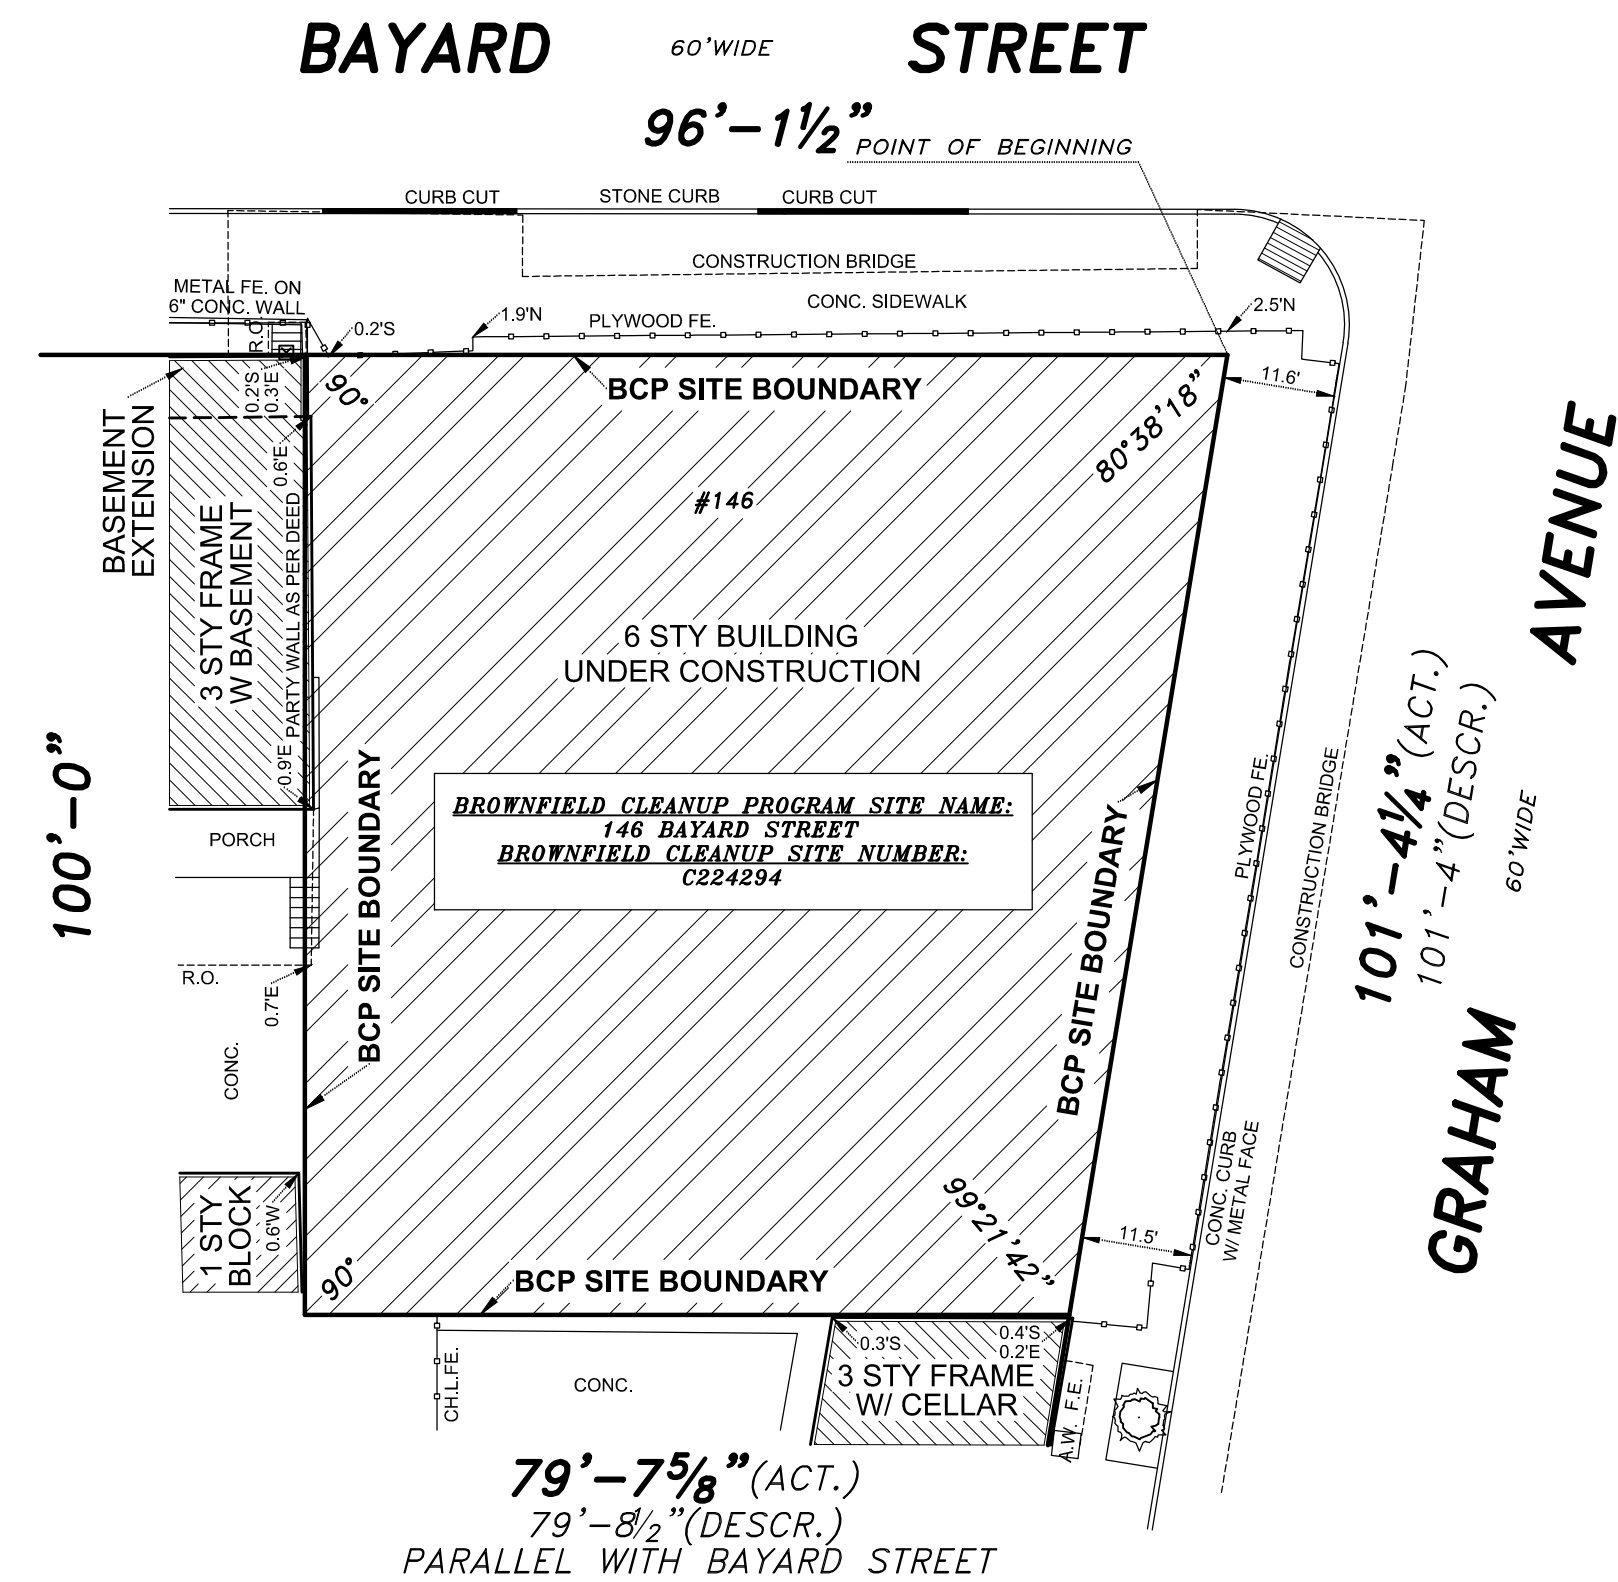 BAYARD 60'WIDE STREET
96'-1½"
POINT OF BEGINNING
CURB CUT
STONE CURB
CURB CUT
CONSTRUCTION BRIDGE
METAL FE. ON
6" CONC. WALL
CONC. SIDEWALK
1.9'N
2.5'N
0.2'S
PLYWOOD FE.
R.O.
0.2'S
0.3'E
90°
BCP SITE BOUNDARY
80°38'18"
11.6'
BASEMENT
EXTENSION
0.6'E
#146
3 STY FRAME
W BASEMENT
PARTY WALL AS PER DEED
6 STY BUILDING
UNDER CONSTRUCTION
AVENUE
100'-0"
0.9'E
BROWNFIELD CLEANUP PROGRAM SITE NAME:
146 BAYARD STREET
BROWNFIELD CLEANUP SITE NUMBER:
C224294
PORCH
BCP SITE BOUNDARY
BCP SITE BOUNDARY
PLYWOOD FE.
CONSTRUCTION BRIDGE
101'-4¼"(ACT.)
101'-4"(DESCR.)
60'WIDE
R.O.
0.7'E
CONC.
GRAHAM
CONC. CURB
W/ METAL FACE
1 STY
BLOCK
0.6'W
99°21'42"
11.5'
90°
BCP SITE BOUNDARY
0.3'S
0.4'S
0.2'E
3 STY FRAME
W/ CELLAR
CH.L.FE.
CONC.
A.W. F.E.
79'-7⅝"(ACT.)
79'-8½"(DESCR.)
PARALLEL WITH BAYARD STREET